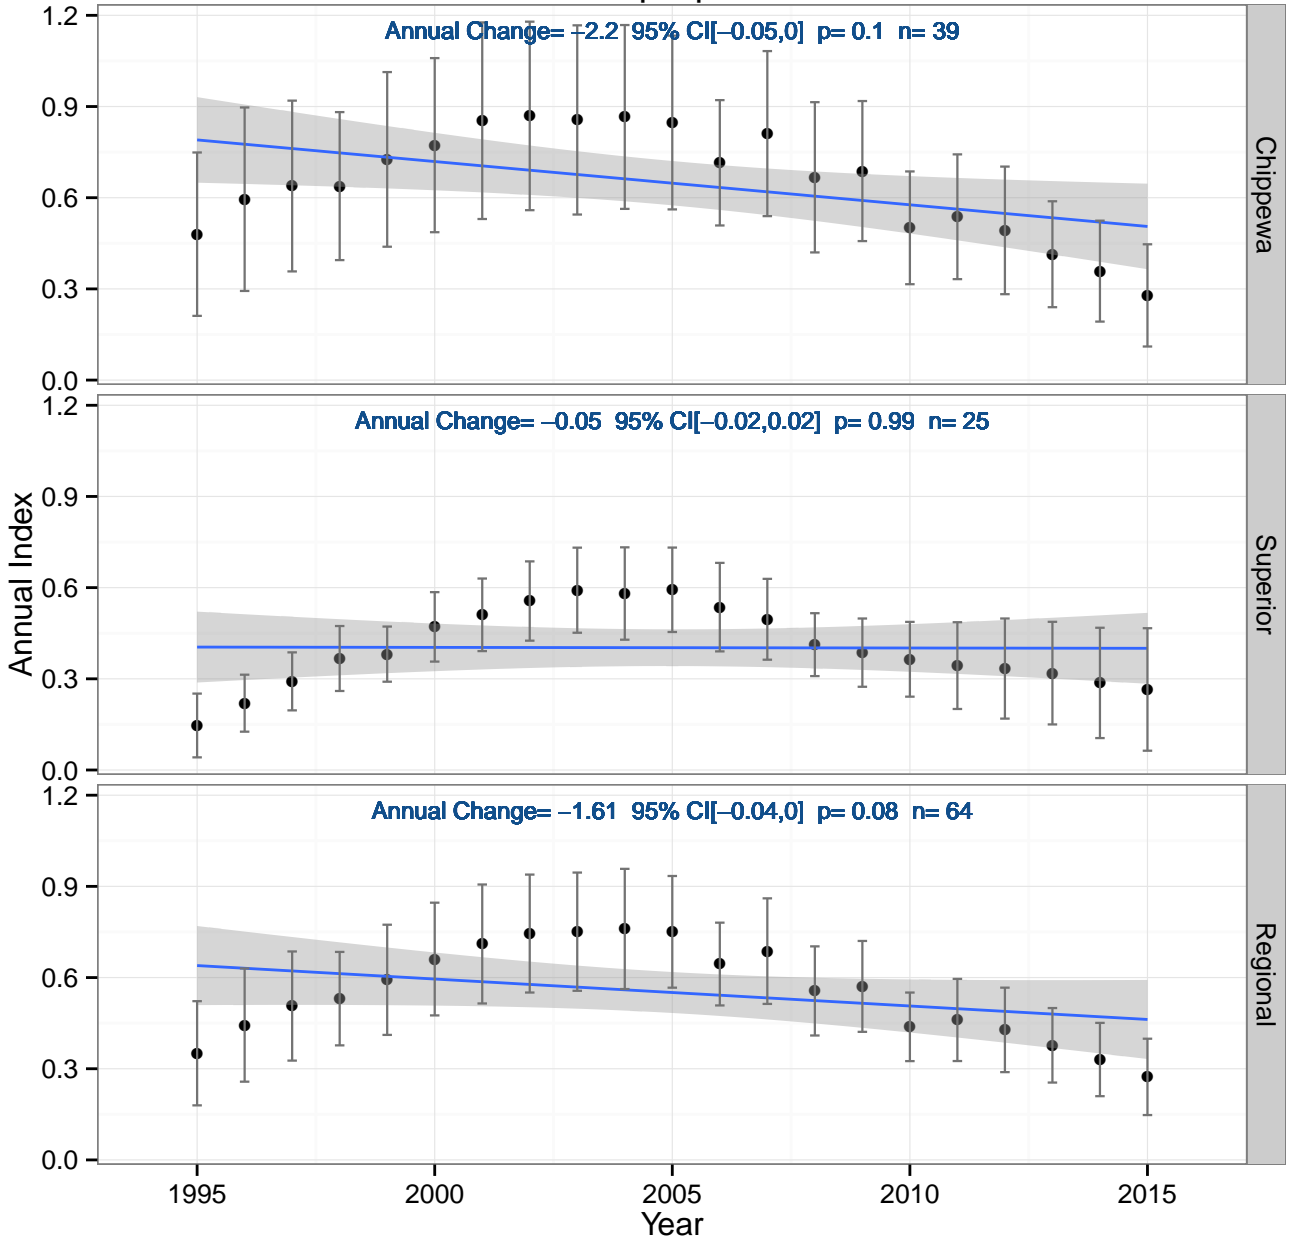 1.2
Annual Change= −2.2 95% CI[−0.05,0] p= 0.1 n= 39
0.9
0.6
0.3
0.0
Chippewa
1.2
Annual Change= −0.05 95% CI[−0.02,0.02] p= 0.99 n= 25
0.9
0.6
0.3
0.0
Superior
Annual Index
1.2
Annual Change= −1.61 95% CI[−0.04,0] p= 0.08 n= 64
0.9
0.6
0.3
0.0
Regional
1995 2000 2005 2010 2015
Year